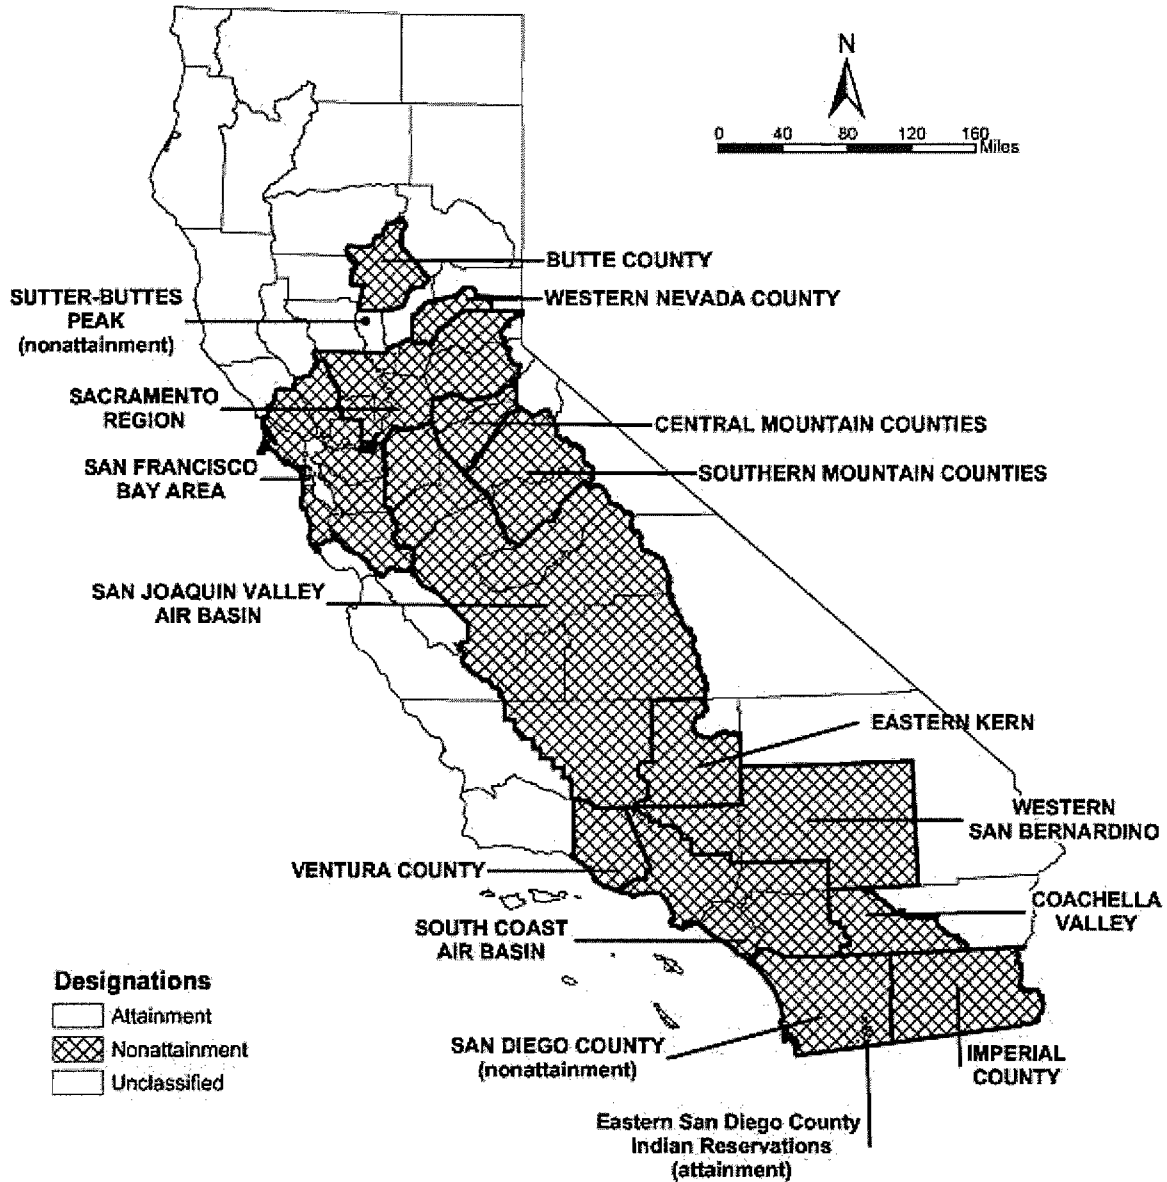 N
0 40 80 120 160
Miles
BUTTE COUNTY
WESTERN NEVADA COUNTY
SUTTER-BUTTES
PEAK
(nonattainment)
SACRAMENTO
REGION
CENTRAL MOUNTAIN COUNTIES
SAN FRANCISCO
BAY AREA
SOUTHERN MOUNTAIN COUNTIES
SAN JOAQUIN VALLEY
AIR BASIN
EASTERN KERN
WESTERN
SAN BERNARDINO
VENTURA COUNTY
COACHELLA
VALLEY
SOUTH COAST
AIR BASIN
Designations
Attainment
Nonattainment
Unclassified
SAN DIEGO COUNTY
(nonattainment)
IMPERIAL
COUNTY
Eastern San Diego County
Indian Reservations
(attainment)